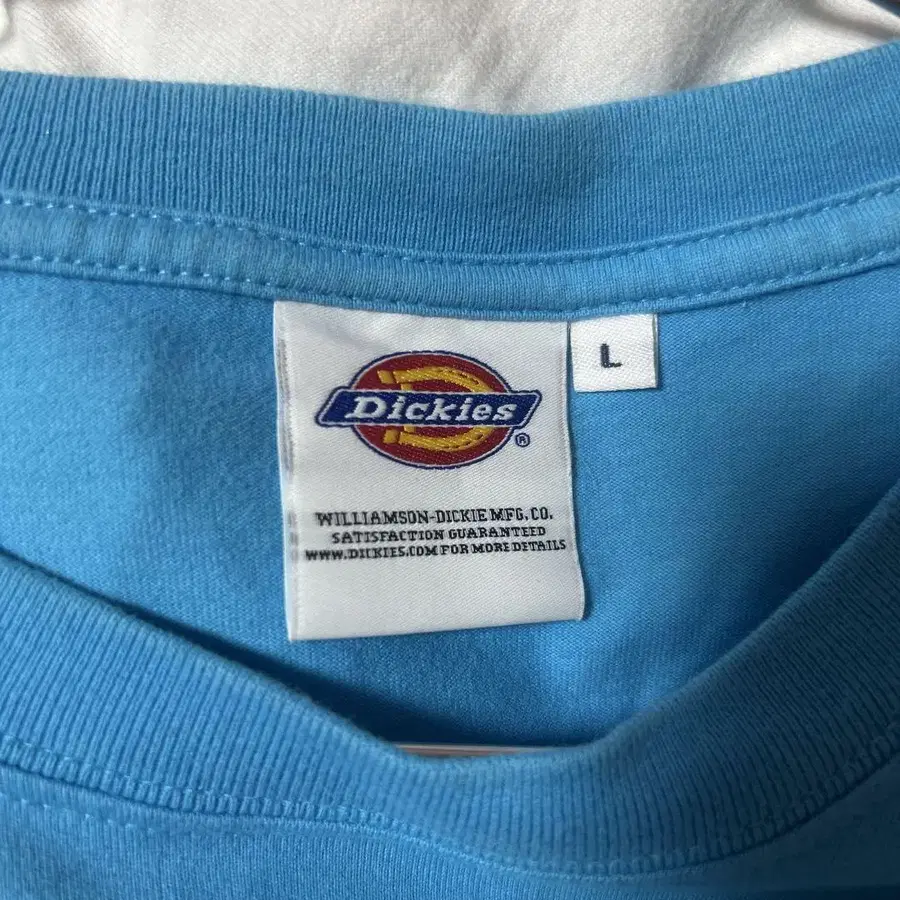 Dickies
®
L
WILLIAMSON-DICKIE MFG. CO.
SATISFACTION GUARANTEED
WWW.DICKIES.COM FOR MORE DETAILS